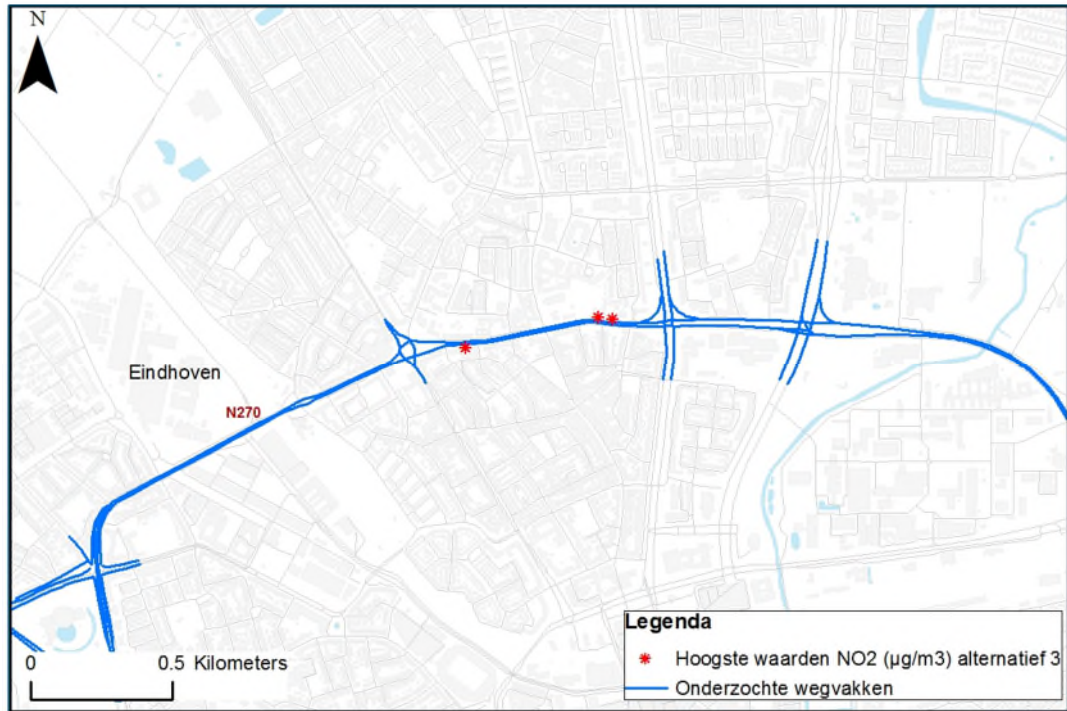 N
Eindhoven
N270
Legenda
Hoogste waarden NO2 (µg/m3) alternatief 3
Onderzochte wegvakken
0 0.5 Kilometers